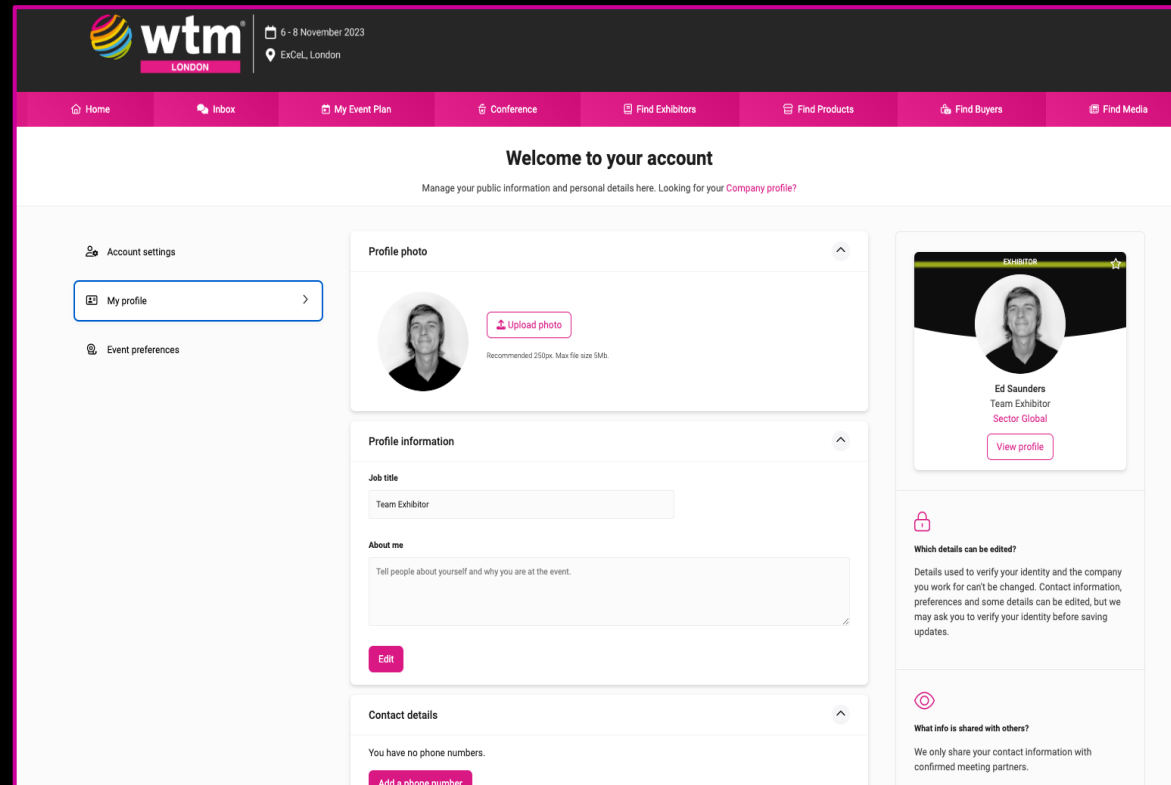 wtm®
LONDON
6 - 8 November 2023
ExCeL, London
Home
Inbox
My Event Plan
Conference
Find Exhibitors
Find Products
Find Buyers
Find Media
Welcome to your account
Manage your public information and personal details here. Looking for your Company profile?
Account settings
My profile
Event preferences
Profile photo
Upload photo
Recommended 250px. Max file size 5Mb.
Profile information
Job title
Team Exhibitor
About me
Tell people about yourself and why you are at the event.
Edit
Contact details
You have no phone numbers.
Add a phone number
EXHIBITOR
Ed Saunders
Team Exhibitor
Sector Global
View profile
Which details can be edited?
Details used to verify your identity and the company
you work for can't be changed. Contact information,
preferences and some details can be edited, but we
may ask you to verify your identity before saving
updates.
What info is shared with others?
We only share your contact information with
confirmed meeting partners.